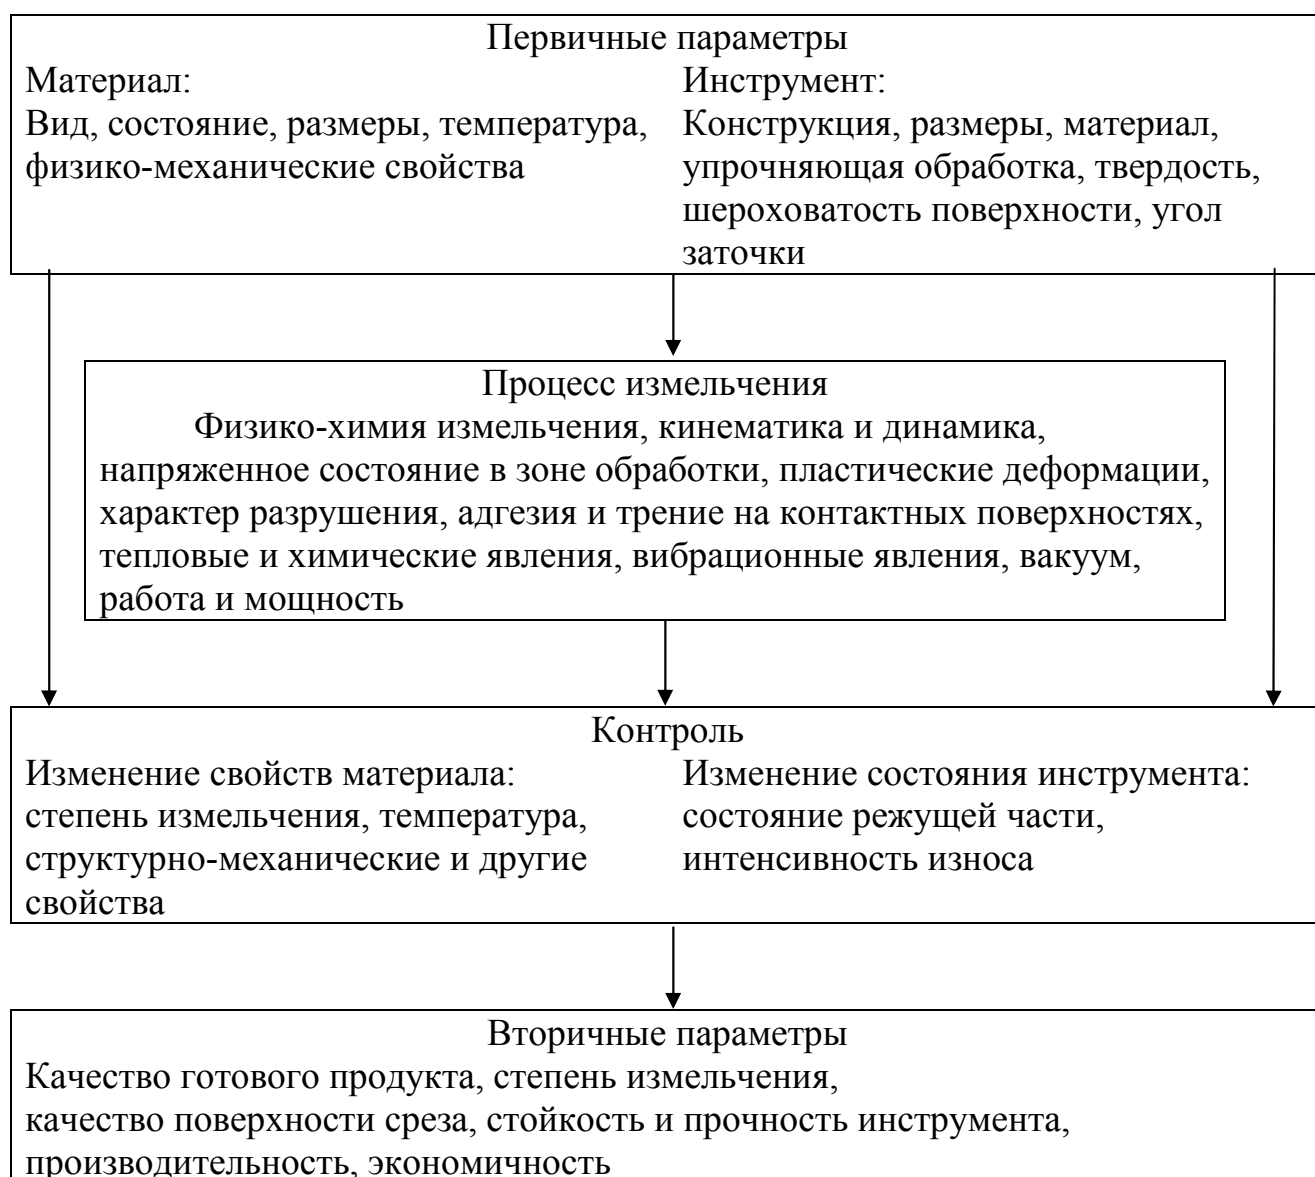 Первичные параметры
Материал:
Вид, состояние, размеры, температура,
физико-механические свойства
Инструмент:
Конструкция, размеры, материал,
упрочняющая обработка, твердость,
шероховатость поверхности, угол
заточки
Процесс измельчения
Физико-химия измельчения, кинематика и динамика,
напряженное состояние в зоне обработки, пластические деформации,
характер разрушения, адгезия и трение на контактных поверхностях,
тепловые и химические явления, вибрационные явления, вакуум,
работа и мощность
Контроль
Изменение свойств материала:
степень измельчения, температура,
структурно-механические и другие
свойства
Изменение состояния инструмента:
состояние режущей части,
интенсивность износа
Вторичные параметры
Качество готового продукта, степень измельчения,
качество поверхности среза, стойкость и прочность инструмента,
производительность, экономичность